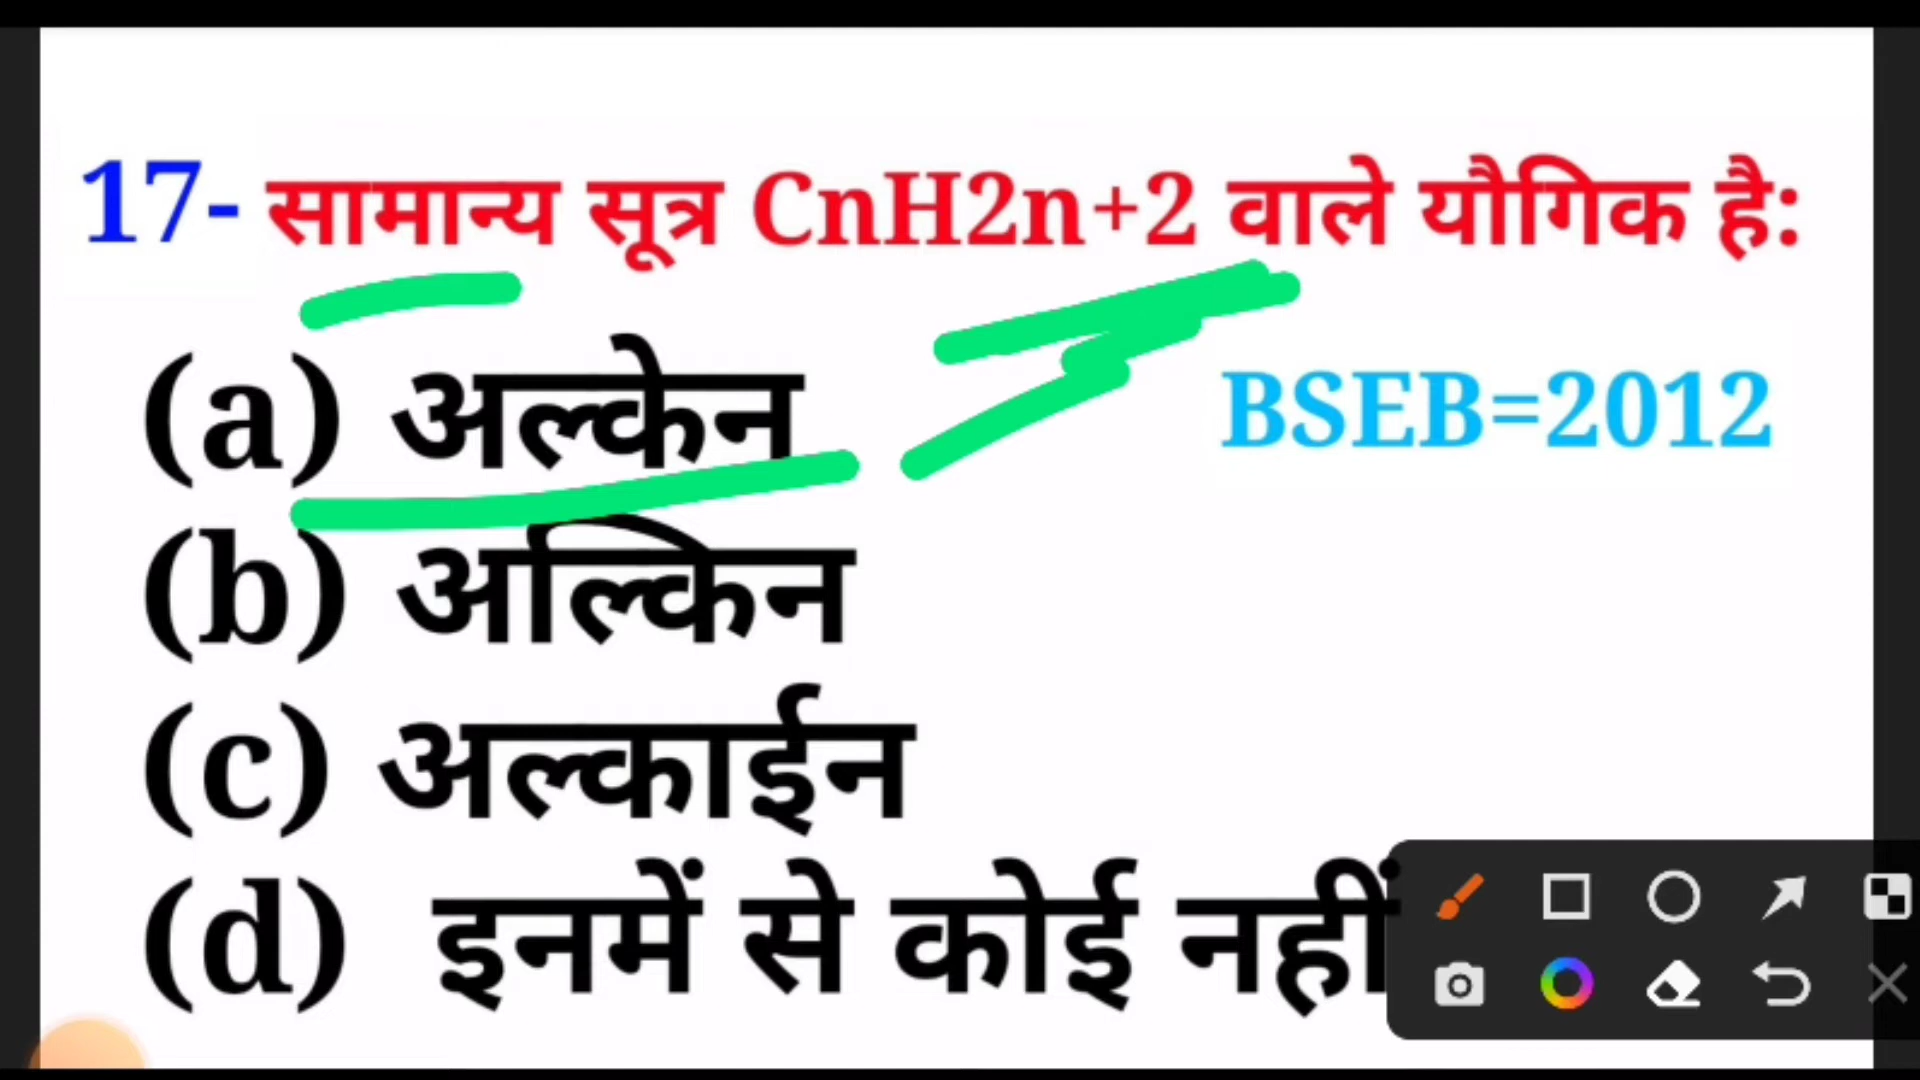 17- सामान्य सूत्र CnH2n+2 वाले यौगिक है:
(a) अल्केन
BSEB=2012
(b) अल्किन
(c) अल्काईन
(d) इनमें से कोई नहीं